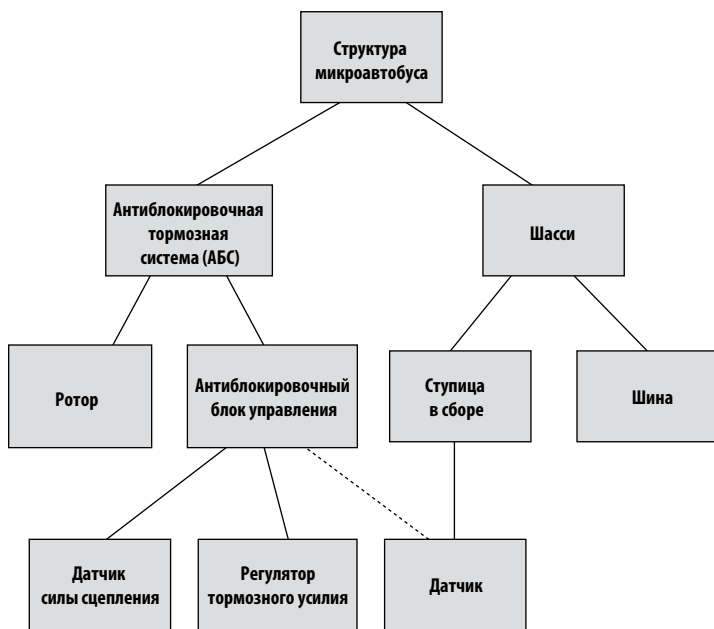 Структура
микроавтобуса
Антиблокировочная
тормозная
система (АБС)
Шасси
Ротор
Антиблокировочный
блок управления
Ступица
в сборе
Шина
Датчик
силы сцепления
Регулятор
тормозного усилия
Датчик